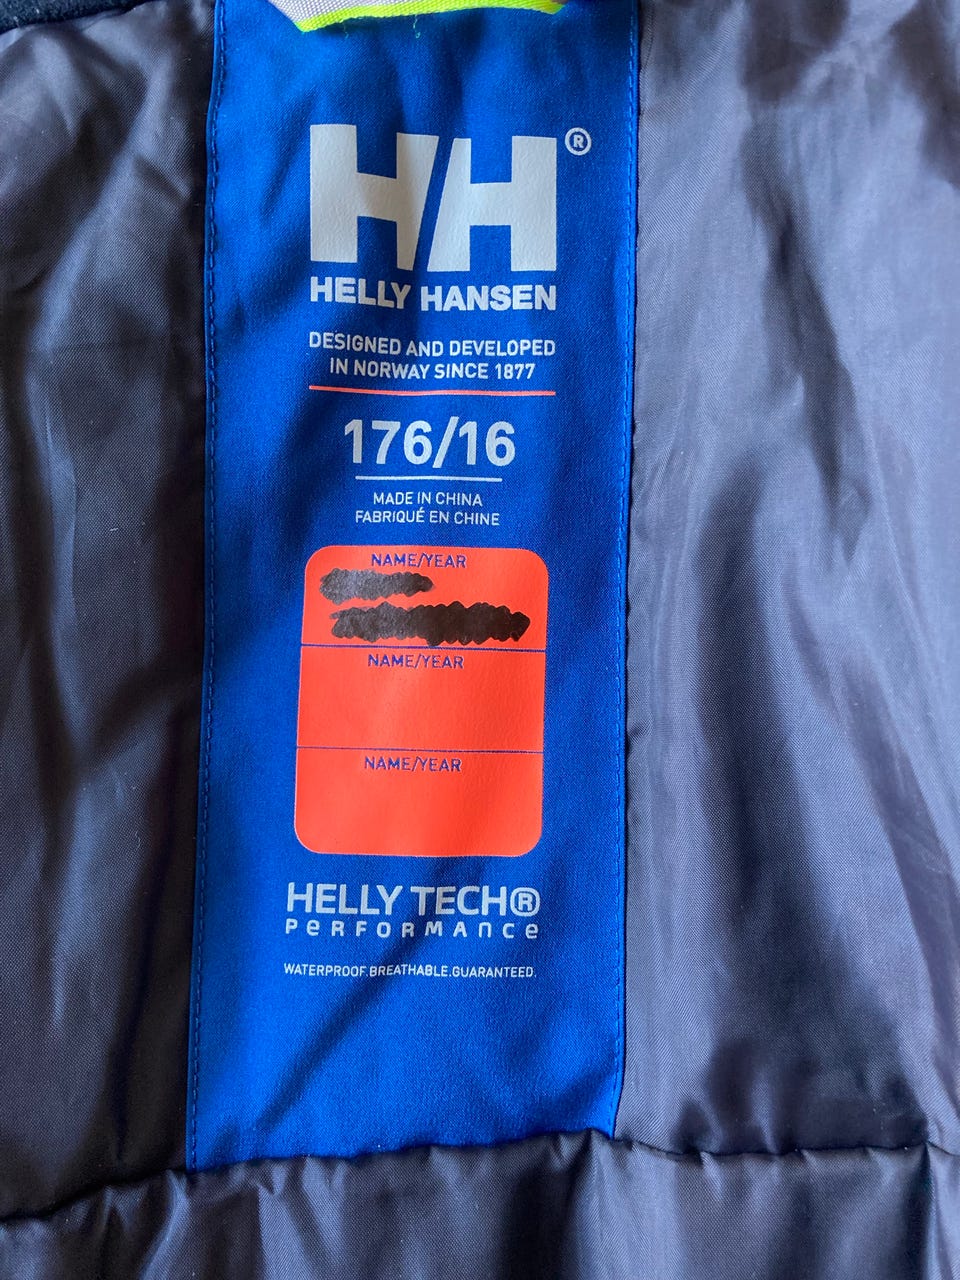 HH®
HELLY HANSEN
DESIGNED AND DEVELOPED
IN NORWAY SINCE 1877
176/16
MADE IN CHINA
FABRIQUÉ EN CHINE
NAME/YEAR
NAME/YEAR
NAME/YEAR
HELLY TECH®
PeRFORMAnce
WATERPROOF.BREATHABLE.GUARANTEED.